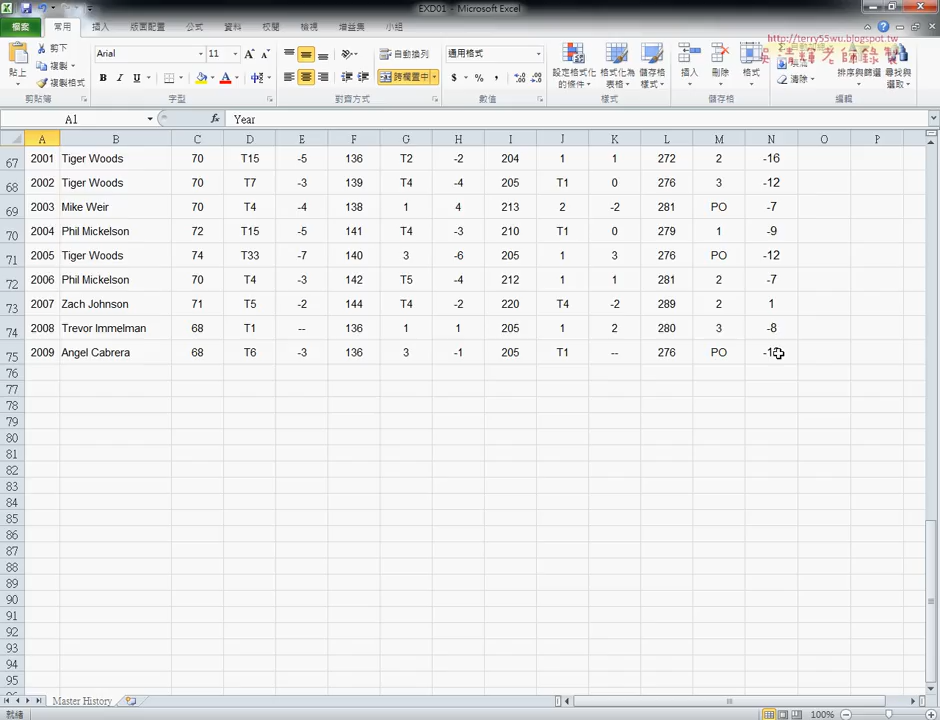 EXD01 - Microsoft Excel
檔案 常用 插入 版面配置 公式 資料 校閱 檢視 增益集 小組
http://terry55wu.blogspot.tw
貼上 剪下 複製 複製格式 剪貼簿
Arial 11 B I U 字型
自動換列 跨欄置中 對齊方式
通用格式 $ % , 數值
設定格式化的條件 格式化為表格 儲存格樣式 樣式
插入 刪除 格式 儲存格
清除 排序與篩選 尋找與選取 編輯
A1 fx Year
A B C D E F G H I J K L M N O P
67 2001 Tiger Woods 70 T15 -5 136 T2 -2 204 1 1 272 2 -16
68 2002 Tiger Woods 70 T7 -3 139 T4 -4 205 T1 0 276 3 -12
69 2003 Mike Weir 70 T4 -4 138 1 4 213 2 -2 281 PO -7
70 2004 Phil Mickelson 72 T15 -5 141 T4 -3 210 T1 0 279 1 -9
71 2005 Tiger Woods 74 T33 -7 140 3 -6 205 1 3 276 PO -12
72 2006 Phil Mickelson 70 T4 -3 142 T5 -4 212 1 1 281 2 -7
73 2007 Zach Johnson 71 T5 -2 144 T4 -2 220 T4 -2 289 2 1
74 2008 Trevor Immelman 68 T1 -- 136 1 1 205 1 2 280 3 -8
75 2009 Angel Cabrera 68 T6 -3 136 3 -1 205 T1 -- 276 PO
76
77
78
79
80
81
82
83
84
85
86
87
88
89
90
91
92
93
94
95
Master History
就緒 100%